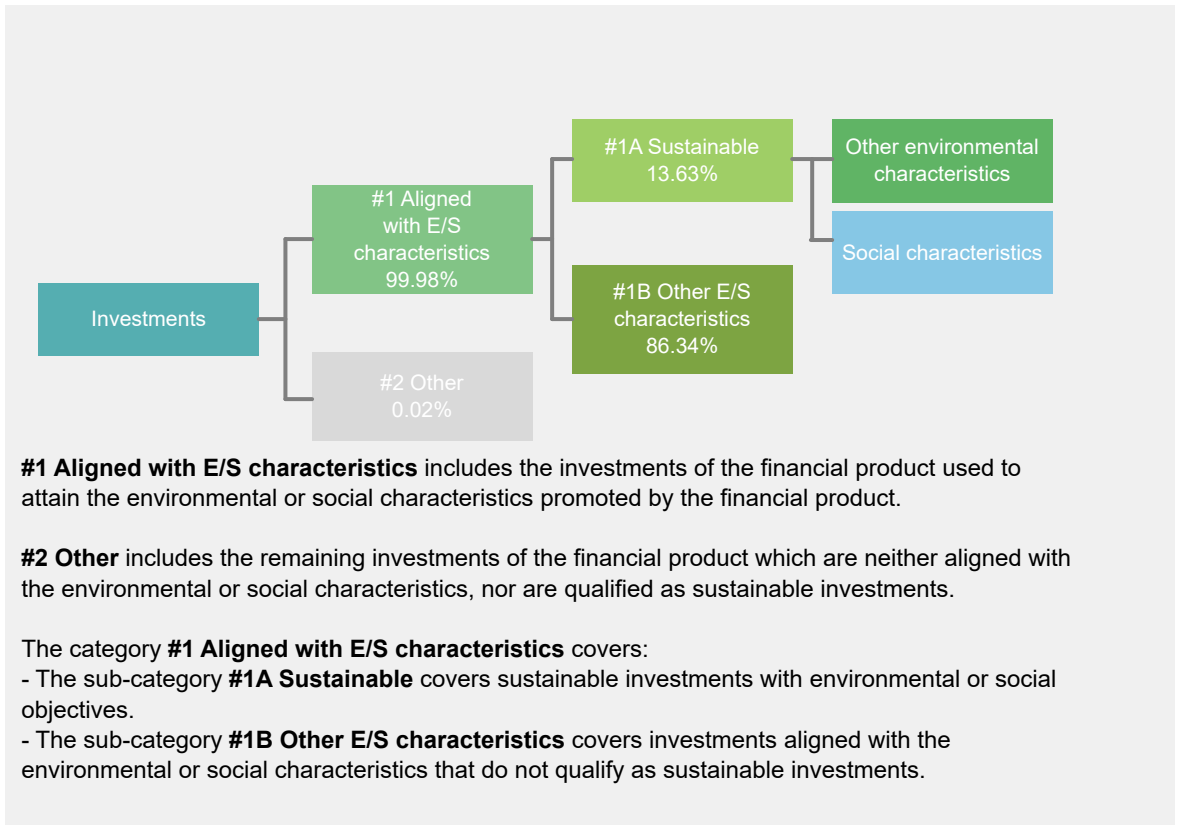 Investments
#1 Aligned
with E/S
characteristics
99.98%
#2 Other
0.02%
#1A Sustainable
13.63%
#1B Other E/S
characteristics
86.34%
Other environmental
characteristics
Social characteristics
#1 Aligned with E/S characteristics includes the investments of the financial product used to
attain the environmental or social characteristics promoted by the financial product.
#2 Other includes the remaining investments of the financial product which are neither aligned with
the environmental or social characteristics, nor are qualified as sustainable investments.
The category #1 Aligned with E/S characteristics covers:
- The sub-category #1A Sustainable covers sustainable investments with environmental or social
objectives.
- The sub-category #1B Other E/S characteristics covers investments aligned with the
environmental or social characteristics that do not qualify as sustainable investments.